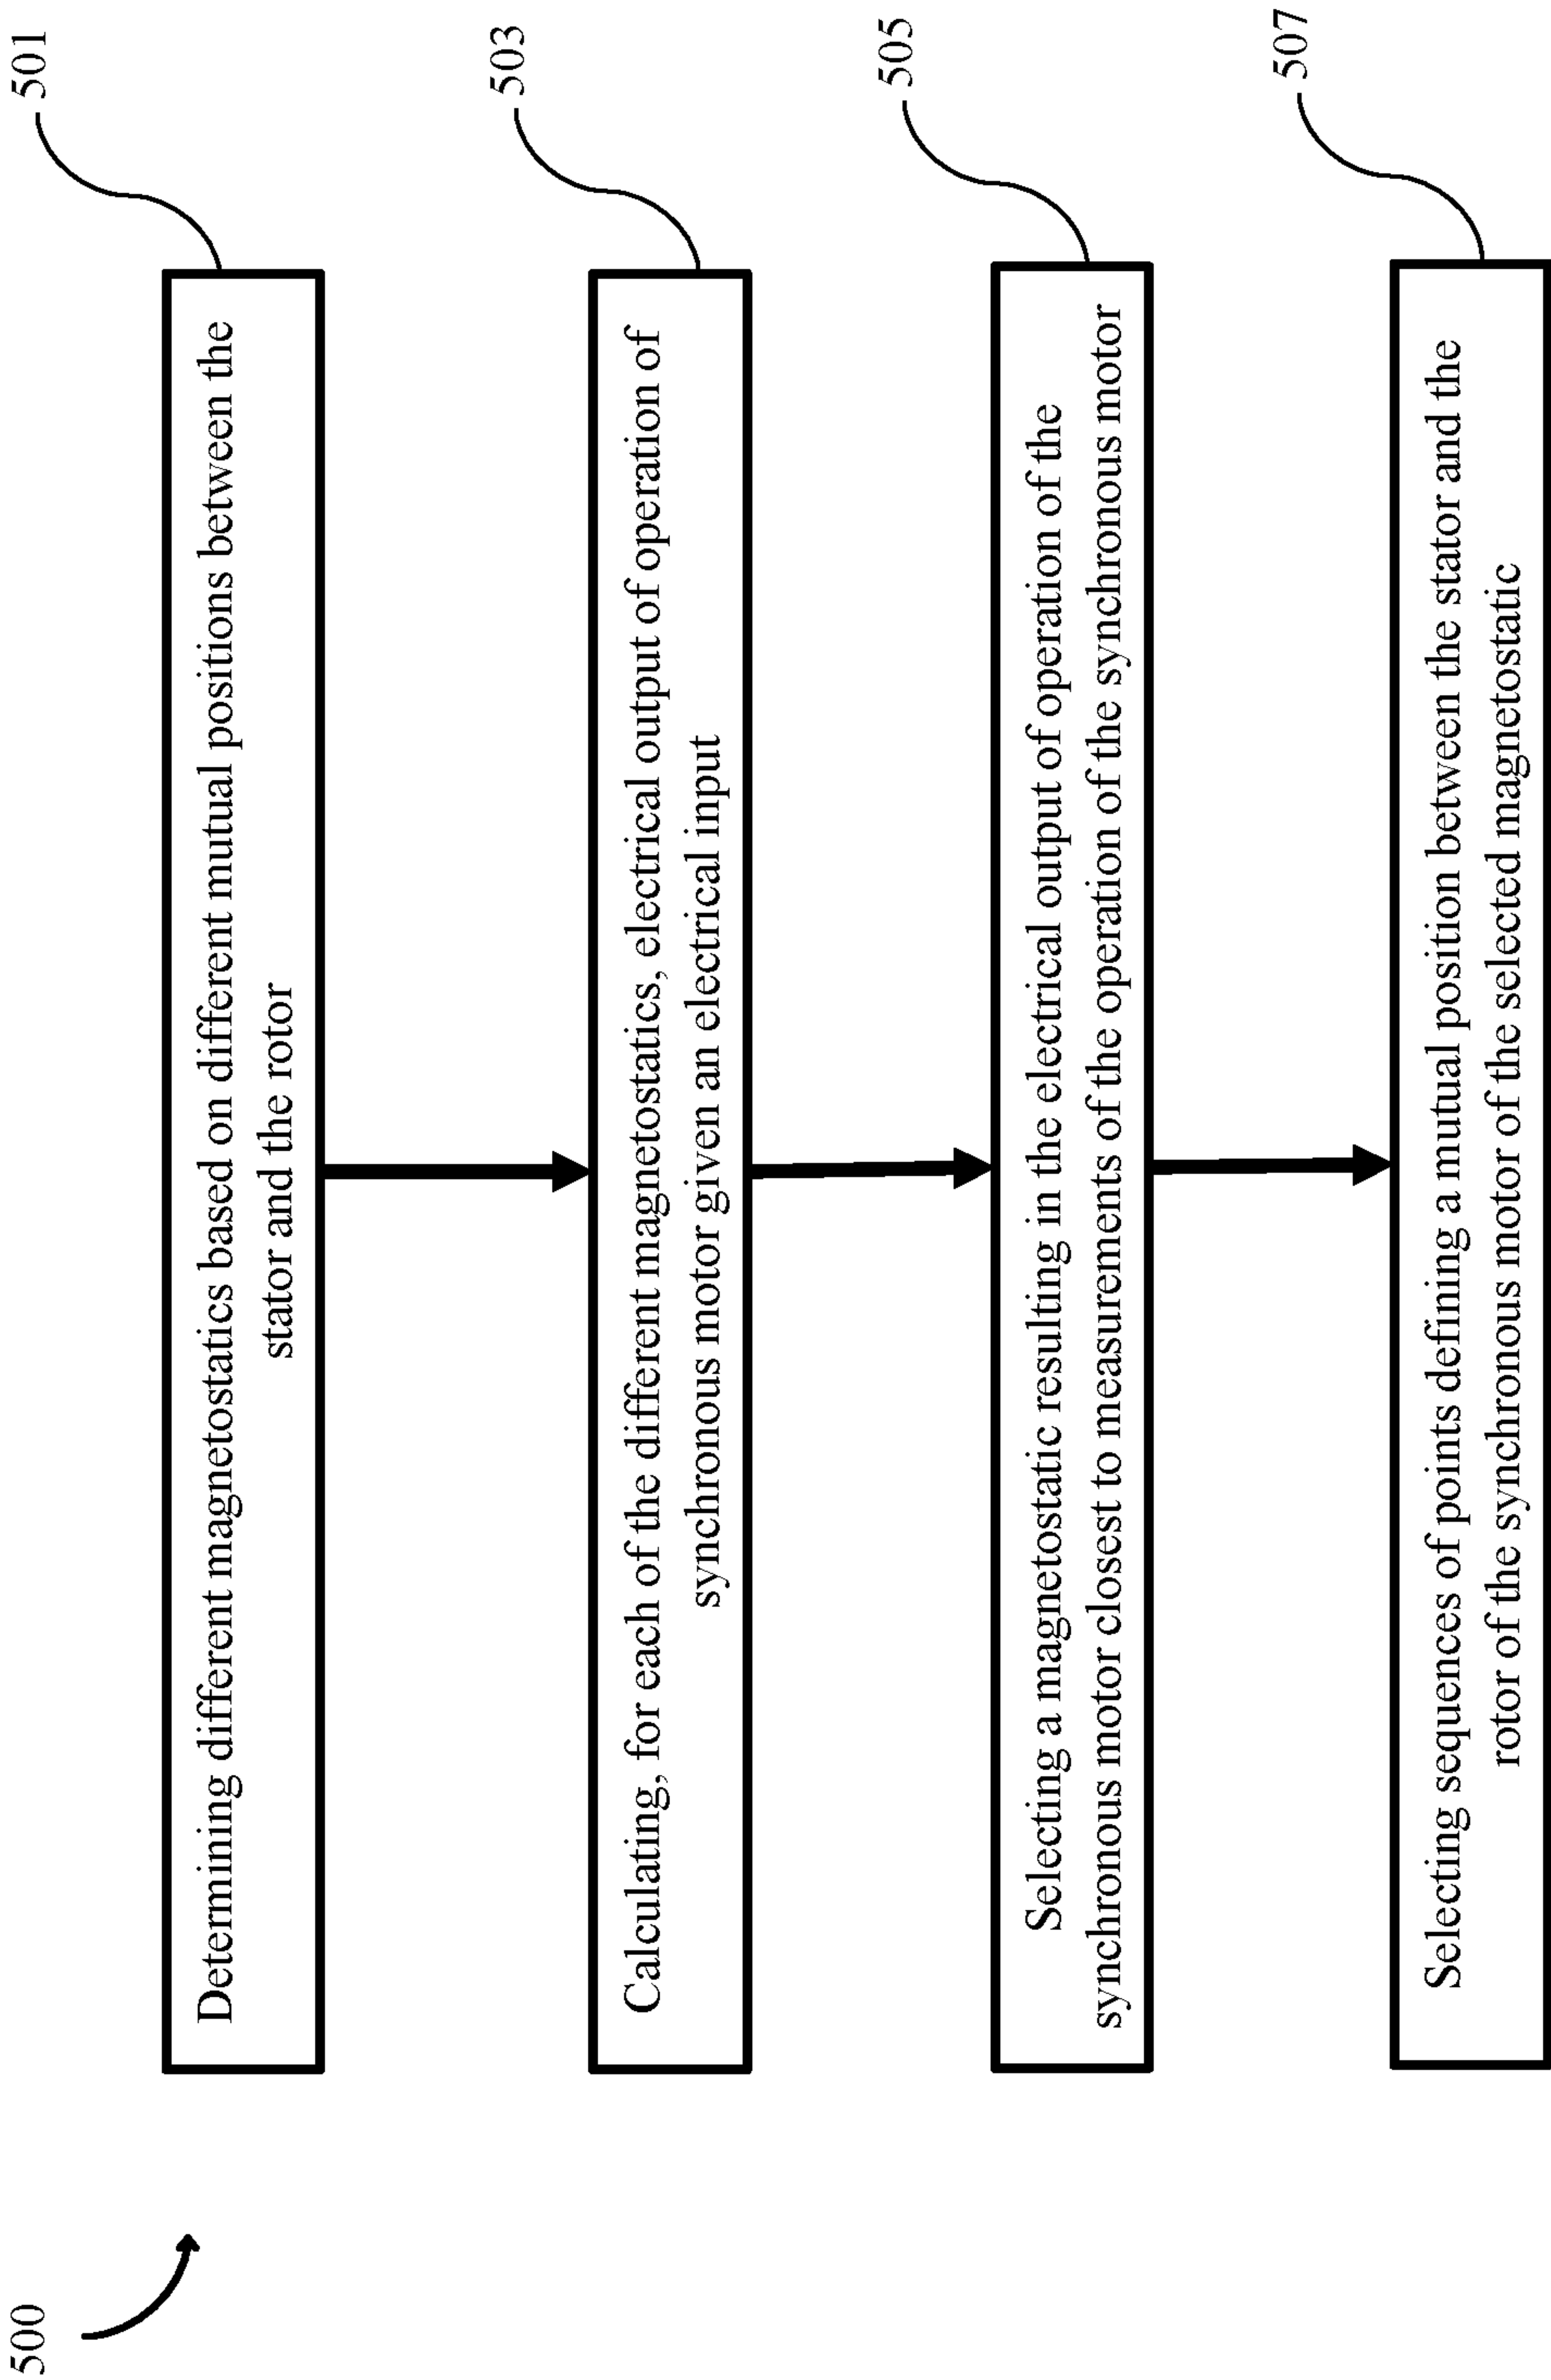 500
501
Determining different magnetostatics based on different mutual positions between the
stator and the rotor
503
Calculating, for each of the different magnetostatics, electrical output of operation of
synchronous motor given an electrical input
505
Selecting a magnetostatic resulting in the electrical output of operation of the
synchronous motor closest to measurements of the operation of the synchronous motor
507
Selecting sequences of points defining a mutual position between the stator and the
rotor of the synchronous motor of the selected magnetostatic